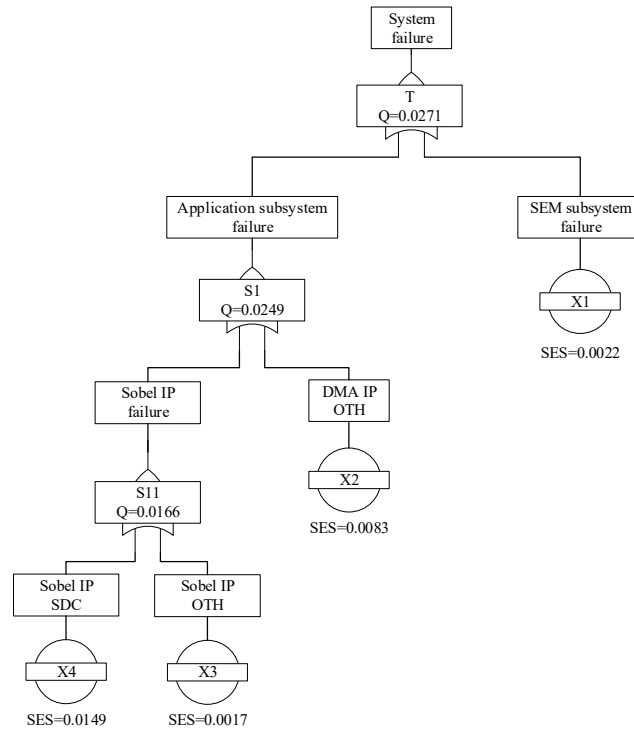 System
failure
T
Q=0.0271
Application subsystem
failure
SEM subsystem
failure
S1
Q=0.0249
X1
SES=0.0022
Sobel IP
failure
DMA IP
OTH
X2
SES=0.0083
S11
Q=0.0166
Sobel IP
SDC
Sobel IP
OTH
X4
X3
SES=0.0149
SES=0.0017